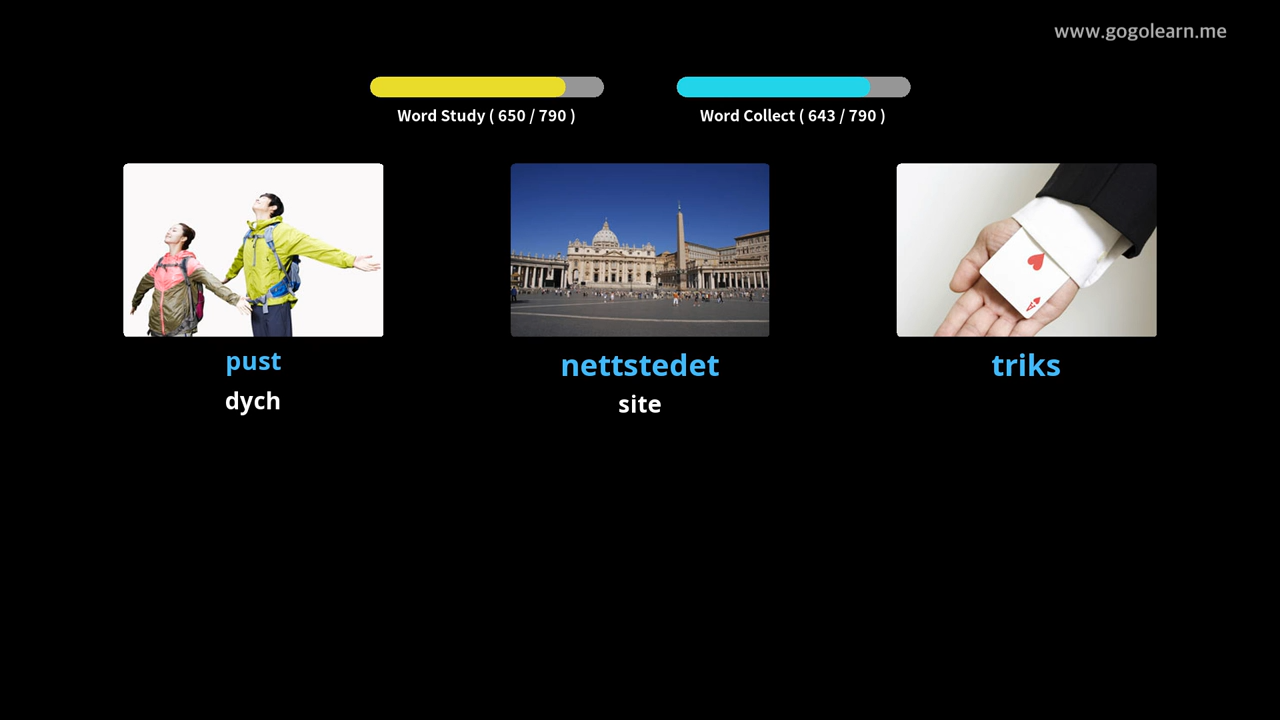 www.gogolearn.me
Word Study ( 650 / 790 )
Word Collect ( 643 / 790 )
pust
dych
nettstedet
site
triks